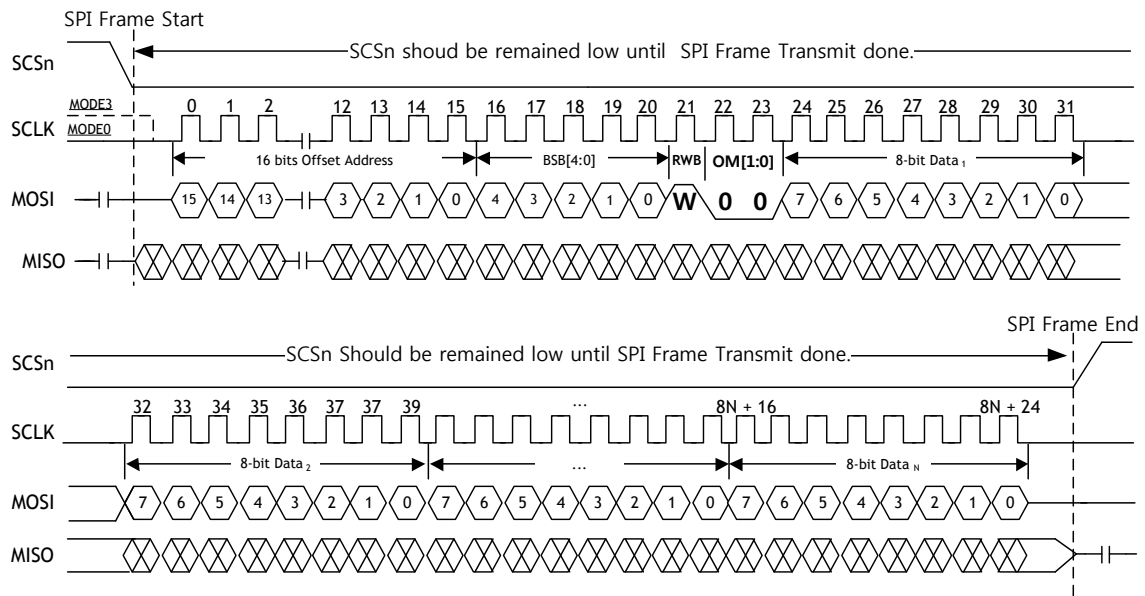 SPI Frame Start
SCSn
SCSn shoud be remained low until SPI Frame Transmit done.
MODE3
MODE0
SCLK
0 1 2 12 13 14 15 16 17 18 19 20 21 22 23 24 25 26 27 28 29 30 31
16 bits Offset Address BSB[4:0] RWB OM[1:0] 8-bit Data 1
MOSI 15 14 13 3 2 1 0 4 3 2 1 0 W 0 0 7 6 5 4 3 2 1 0
MISO
SPI Frame End
SCSn
SCSn Should be remained low until SPI Frame Transmit done.
32 33 34 35 36 37 37 39 ... 8N + 16 8N + 24
SCLK
8-bit Data 2 ... 8-bit Data N
MOSI 7 6 5 4 3 2 1 0 7 6 5 4 3 2 1 0 7 6 5 4 3 2 1 0
MISO